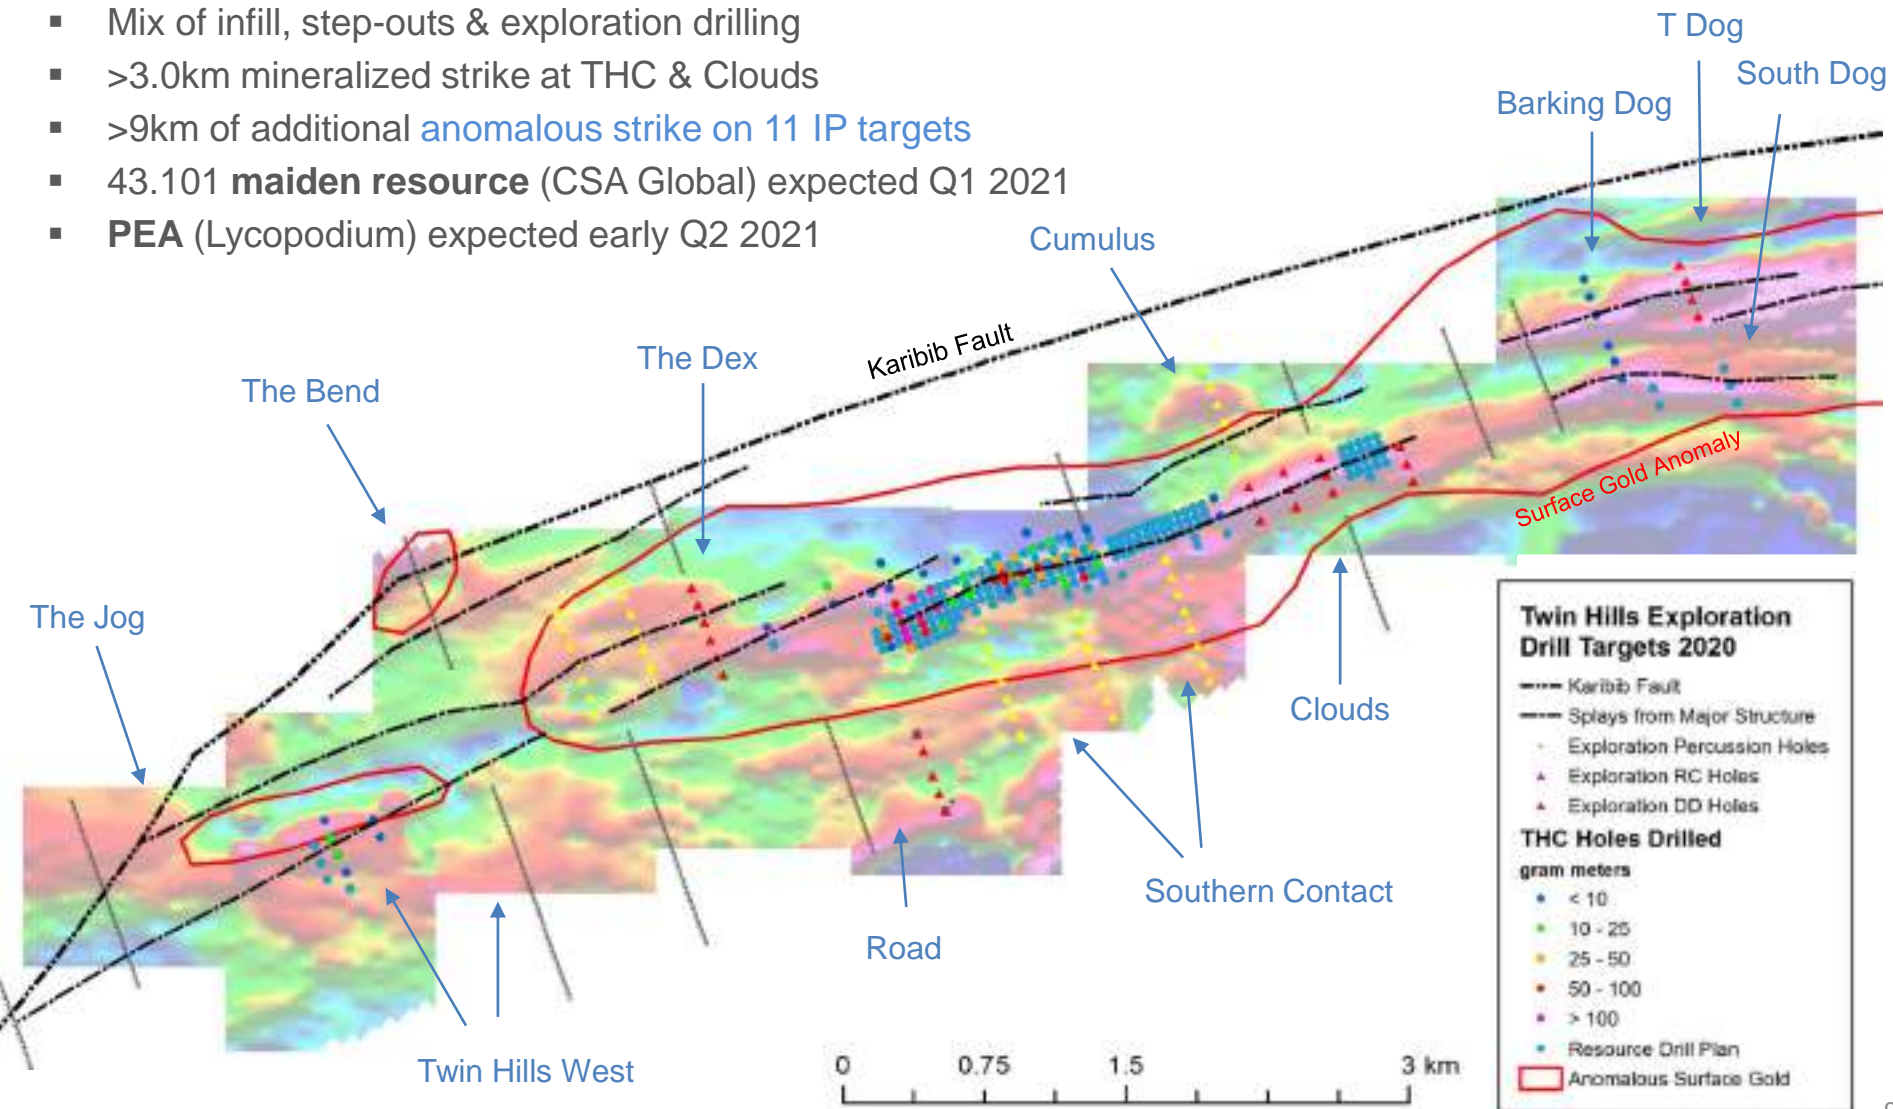 ▪ Mix of infill, step-outs & exploration drilling
▪ >3.0km mineralized strike at THC & Clouds
▪ >9km of additional anomalous strike on 11 IP targets
▪ 43.101 maiden resource (CSA Global) expected Q1 2021
▪ PEA (Lycopodium) expected early Q2 2021
T Dog
South Dog
Barking Dog
Cumulus
Karibib Fault
The Dex
The Bend
Surface Gold Anomaly
The Jog
Clouds
Southern Contact
Road
Twin Hills West
Twin Hills Exploration
Drill Targets 2020
Karibib Fault
Splays from Major Structure
Exploration Percussion Holes
Exploration RC Holes
Exploration DD Holes
THC Holes Drilled
gram meters
< 10
10 - 25
25 - 50
50 - 100
> 100
Resource Drill Plan
Anomalous Surface Gold
0 0.75 1.5 3 km